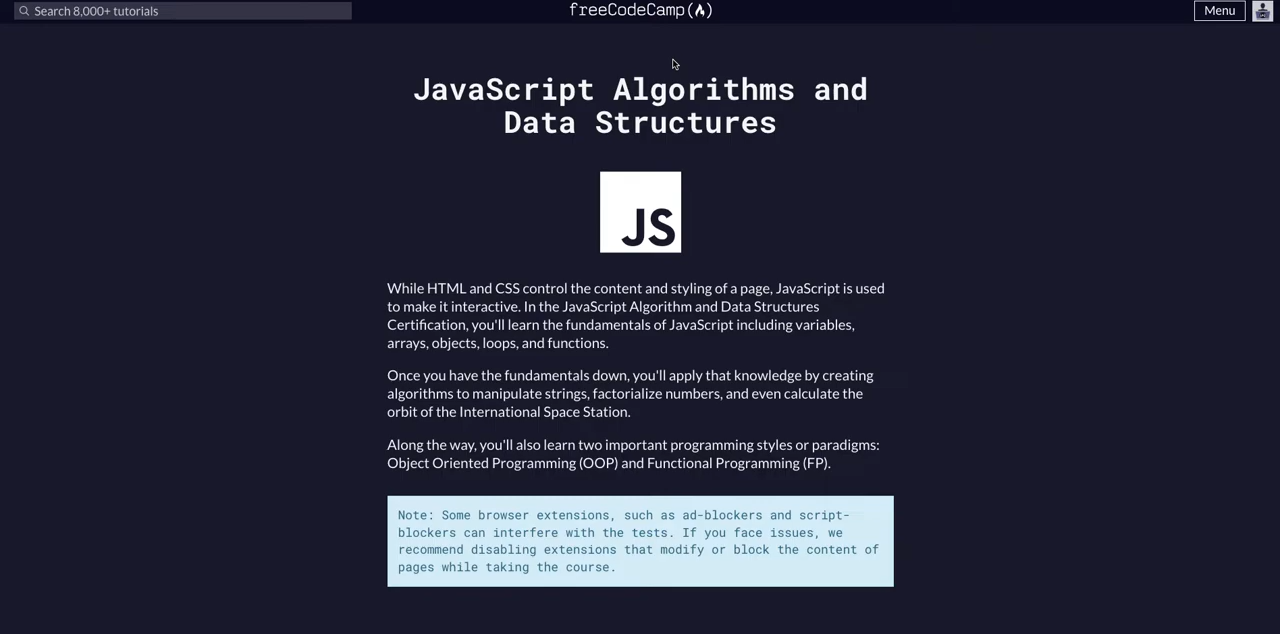 Search 8,000+ tutorials
freeCodeCamp
Menu
JavaScript Algorithms and
Data Structures
JS
While HTML and CSS control the content and styling of a page, JavaScript is used
to make it interactive. In the JavaScript Algorithm and Data Structures
Certification, you'll learn the fundamentals of JavaScript including variables,
arrays, objects, loops, and functions.
Once you have the fundamentals down, you'll apply that knowledge by creating
algorithms to manipulate strings, factorialize numbers, and even calculate the
orbit of the International Space Station.
Along the way, you'll also learn two important programming styles or paradigms:
Object Oriented Programming (OOP) and Functional Programming (FP).
Note: Some browser extensions, such as ad-blockers and script-
blockers can interfere with the tests. If you face issues, we
recommend disabling extensions that modify or block the content of
pages while taking the course.